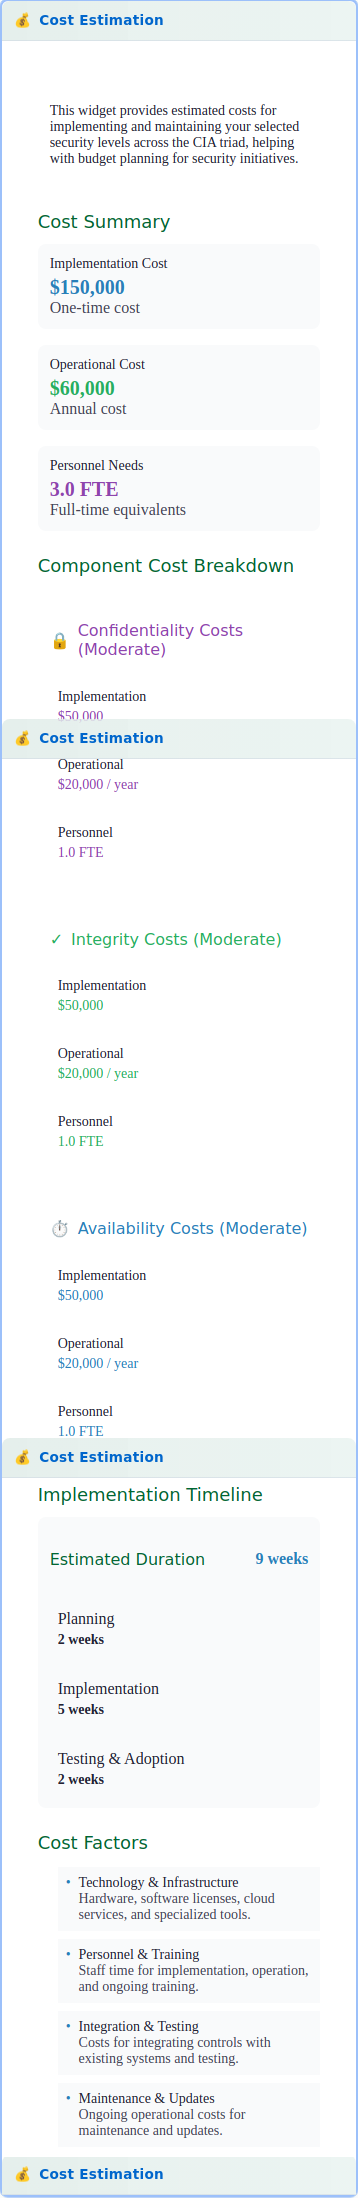 💰 Cost Estimation
This widget provides estimated costs for
implementing and maintaining your selected
security levels across the CIA triad, helping
with budget planning for security initiatives.
Cost Summary
Implementation Cost
$150,000
One-time cost
Operational Cost
$60,000
Annual cost
Personnel Needs
3.0 FTE
Full-time equivalents
Component Cost Breakdown
🔒 Confidentiality Costs
(Moderate)
Implementation
$50,000
💰 Cost Estimation
Operational
$20,000 / year
Personnel
1.0 FTE
✓ Integrity Costs (Moderate)
Implementation
$50,000
Operational
$20,000 / year
Personnel
1.0 FTE
⏱️ Availability Costs (Moderate)
Implementation
$50,000
Operational
$20,000 / year
Personnel
1.0 FTE
💰 Cost Estimation
Implementation Timeline
Estimated Duration 9 weeks
Planning
2 weeks
Implementation
5 weeks
Testing & Adoption
2 weeks
Cost Factors
• Technology & Infrastructure
Hardware, software licenses, cloud
services, and specialized tools.
• Personnel & Training
Staff time for implementation, operation,
and ongoing training.
• Integration & Testing
Costs for integrating controls with
existing systems and testing.
• Maintenance & Updates
Ongoing operational costs for
maintenance and updates.
💰 Cost Estimation